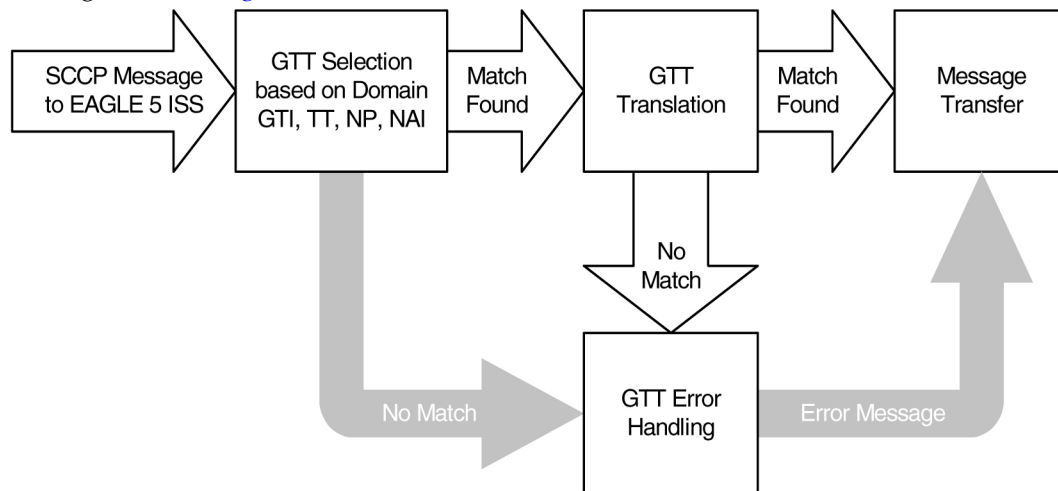 SCCP Message
to EAGLE 5 ISS
GTT Selection
based on Domain
GTI, TT, NP, NAI
Match
Found
GTT
Translation
Match
Found
Message
Transfer
No
Match
No Match
GTT Error
Handling
Error Message